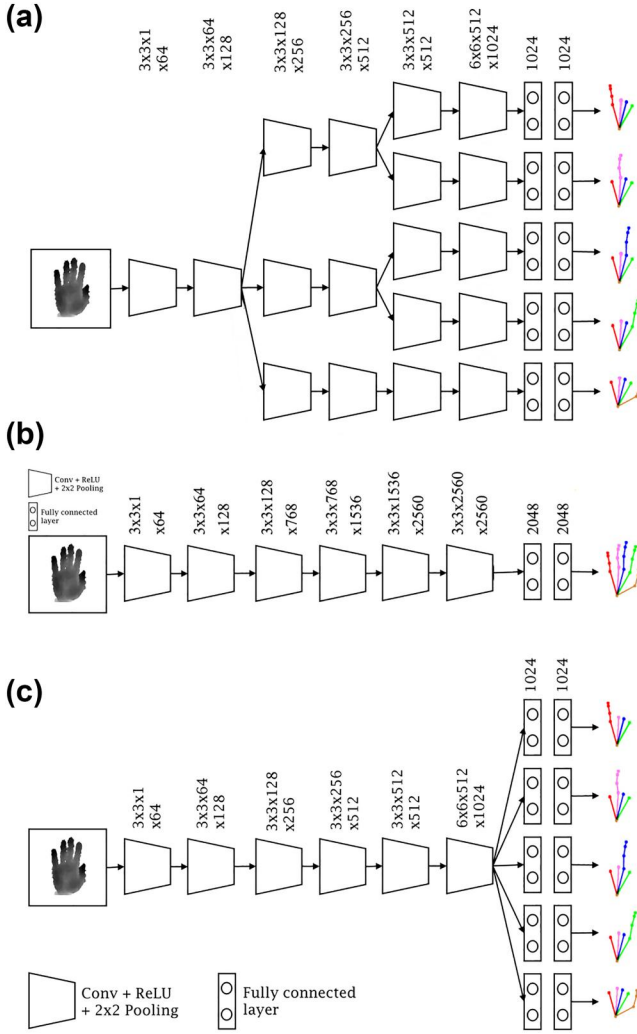 (a)
3x3x1
x64
3x3x64
x128
3x3x128
x256
3x3x256
x512
3x3x512
x512
6x6x512
x1024
1024
1024
(b)
Conv + ReLU
+ 2x2 Pooling
Fully connected
layer
3x3x1
x64
3x3x64
x128
3x3x128
x768
3x3x768
x1536
3x3x1536
x2560
3x3x2560
x2560
2048
2048
(c)
3x3x1
x64
3x3x64
x128
3x3x128
x256
3x3x256
x512
3x3x512
x512
6x6x512
x1024
1024
1024
Conv + ReLU
+ 2x2 Pooling
Fully connected
layer